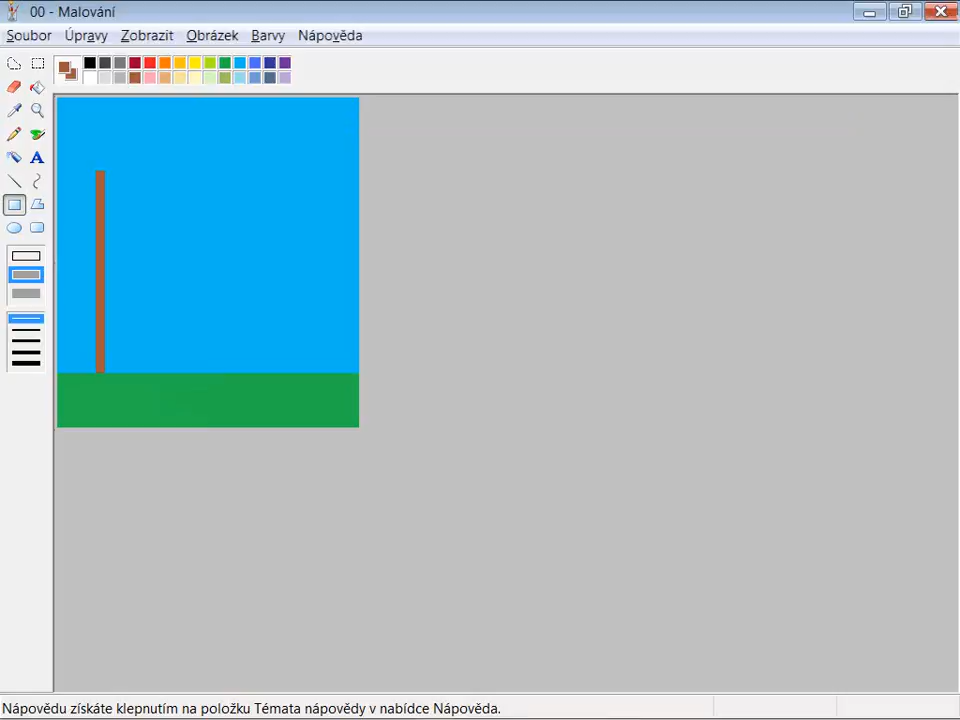 00 - Malování
Soubor Úpravy Zobrazit Obrázek Barvy Nápověda
A
Nápovědu získáte klepnutím na položku Témata nápovědy v nabídce Nápověda.